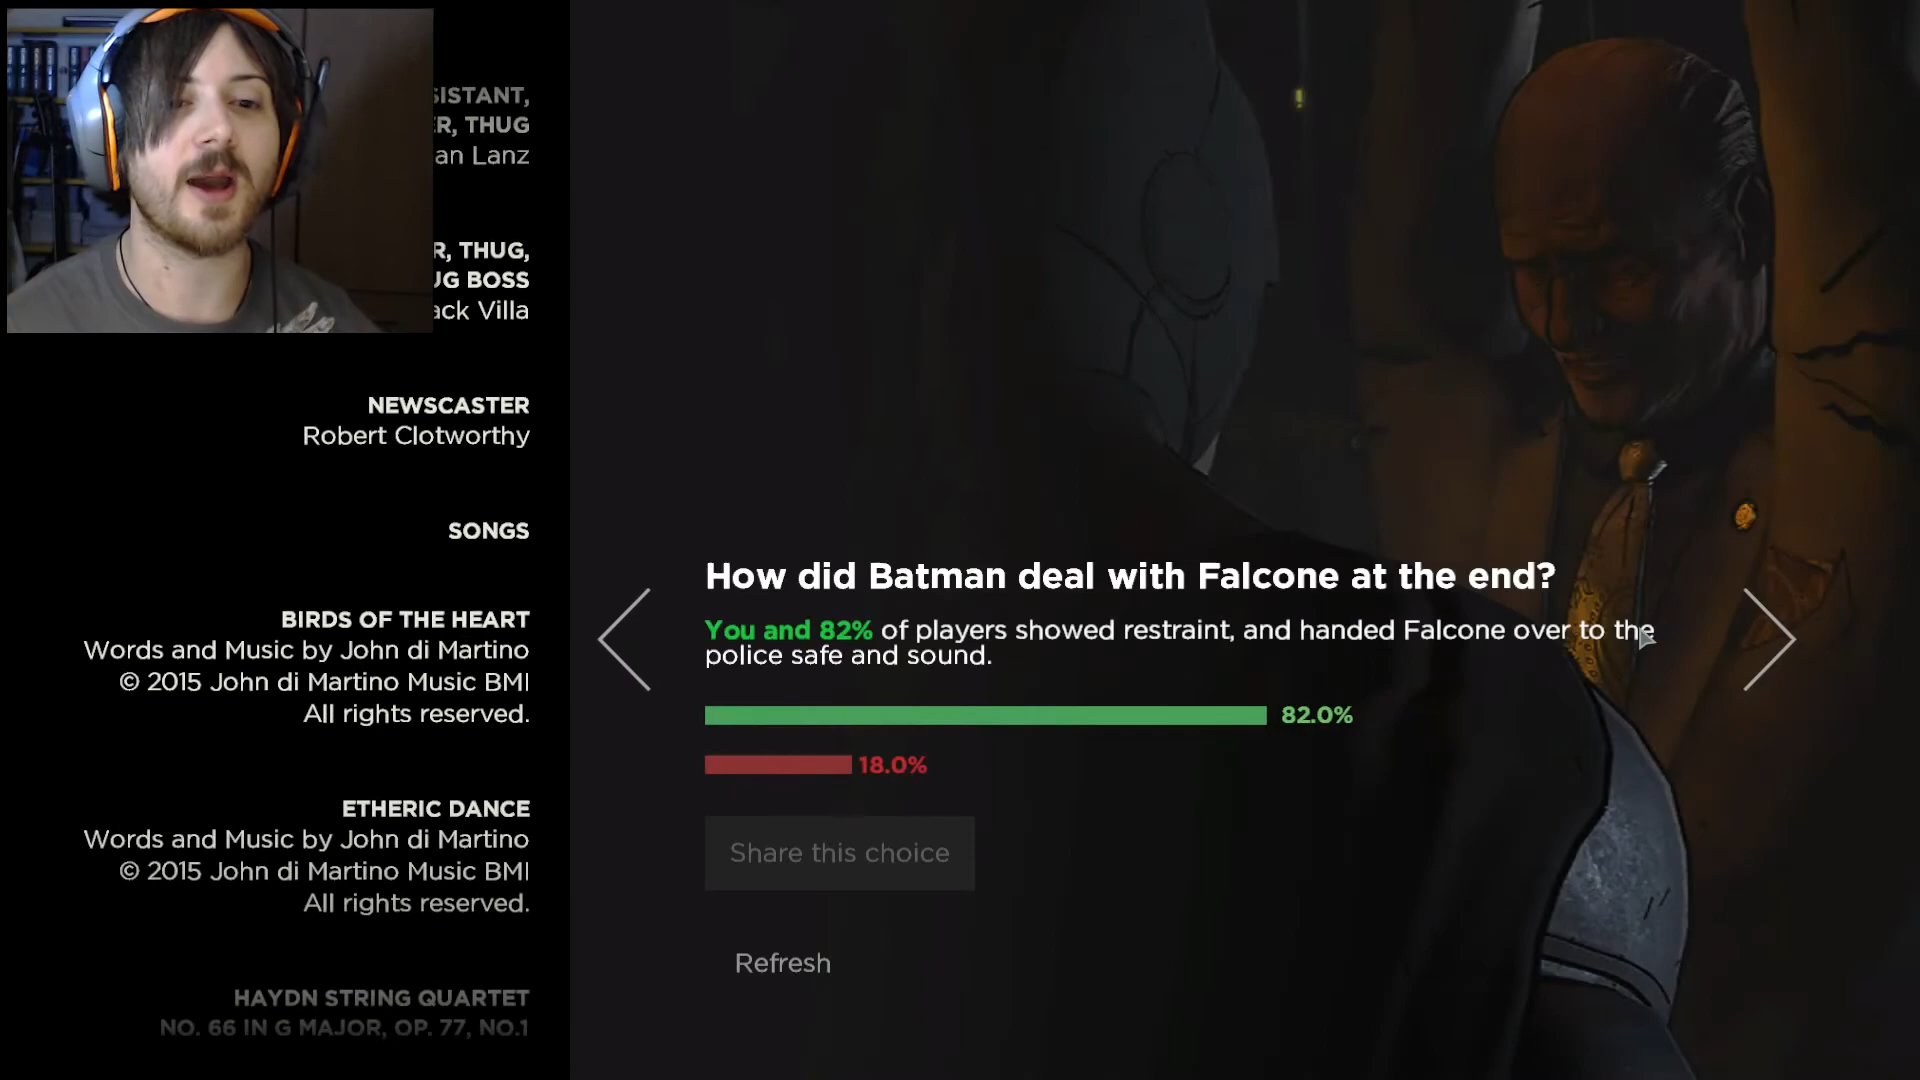 SISTANT,
R, THUG
an Lanz
R, THUG,
UG BOSS
ack Villa
NEWSCASTER
Robert Clotworthy
SONGS
BIRDS OF THE HEART
Words and Music by John di Martino
© 2015 John di Martino Music BMI
All rights reserved.
ETHERIC DANCE
Words and Music by John di Martino
© 2015 John di Martino Music BMI
All rights reserved.
HAYDN STRING QUARTET
NO. 66 IN G MAJOR, OP. 77, NO.1
How did Batman deal with Falcone at the end?
You and 82% of players showed restraint, and handed Falcone over to the
police safe and sound.
82.0%
18.0%
Share this choice
Refresh